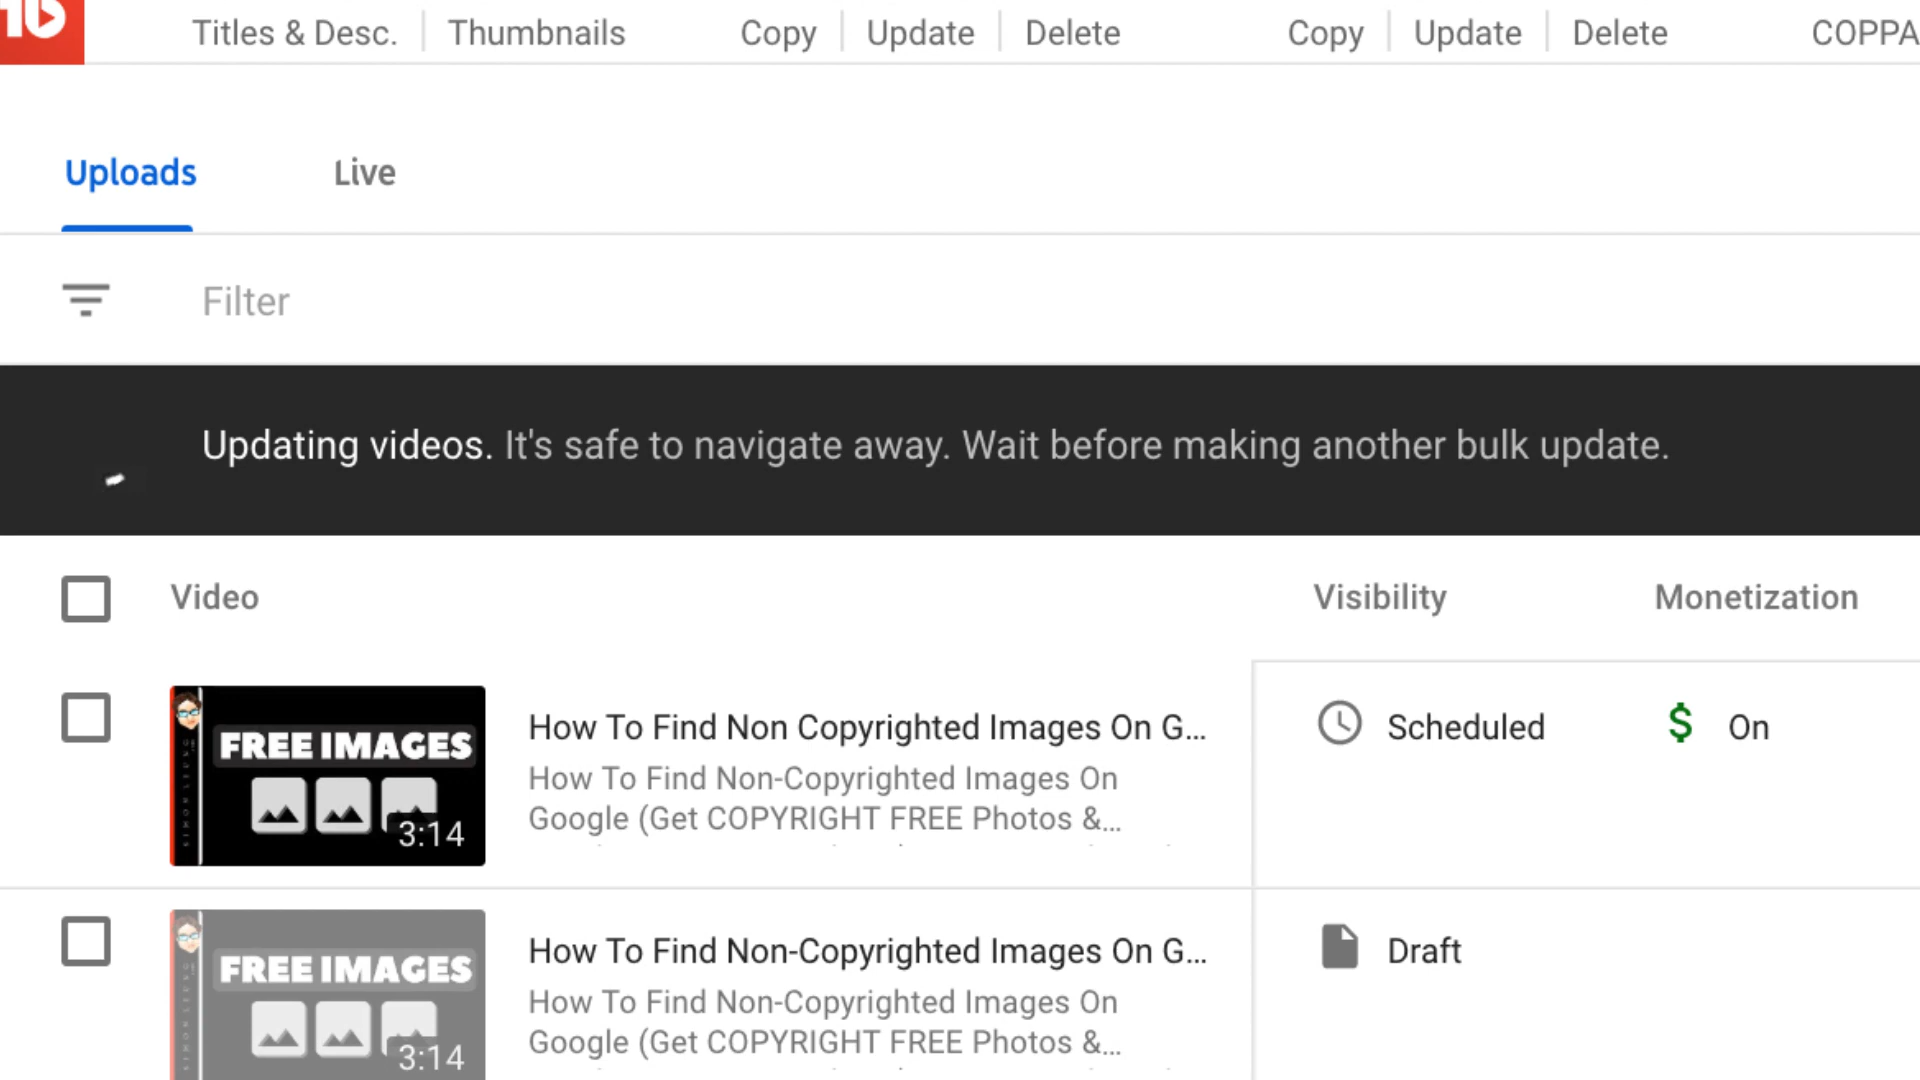 Titles & Desc. Thumbnails Copy Update Delete Copy Update Delete COPPA
Uploads Live
Filter
Updating videos. It's safe to navigate away. Wait before making another bulk update.
Video Visibility Monetization
FREE IMAGES
3:14
How To Find Non Copyrighted Images On G...
How To Find Non-Copyrighted Images On
Google (Get COPYRIGHT FREE Photos &...
Scheduled
$ On
FREE IMAGES
3:14
How To Find Non-Copyrighted Images On G...
How To Find Non-Copyrighted Images On
Google (Get COPYRIGHT FREE Photos &...
Draft